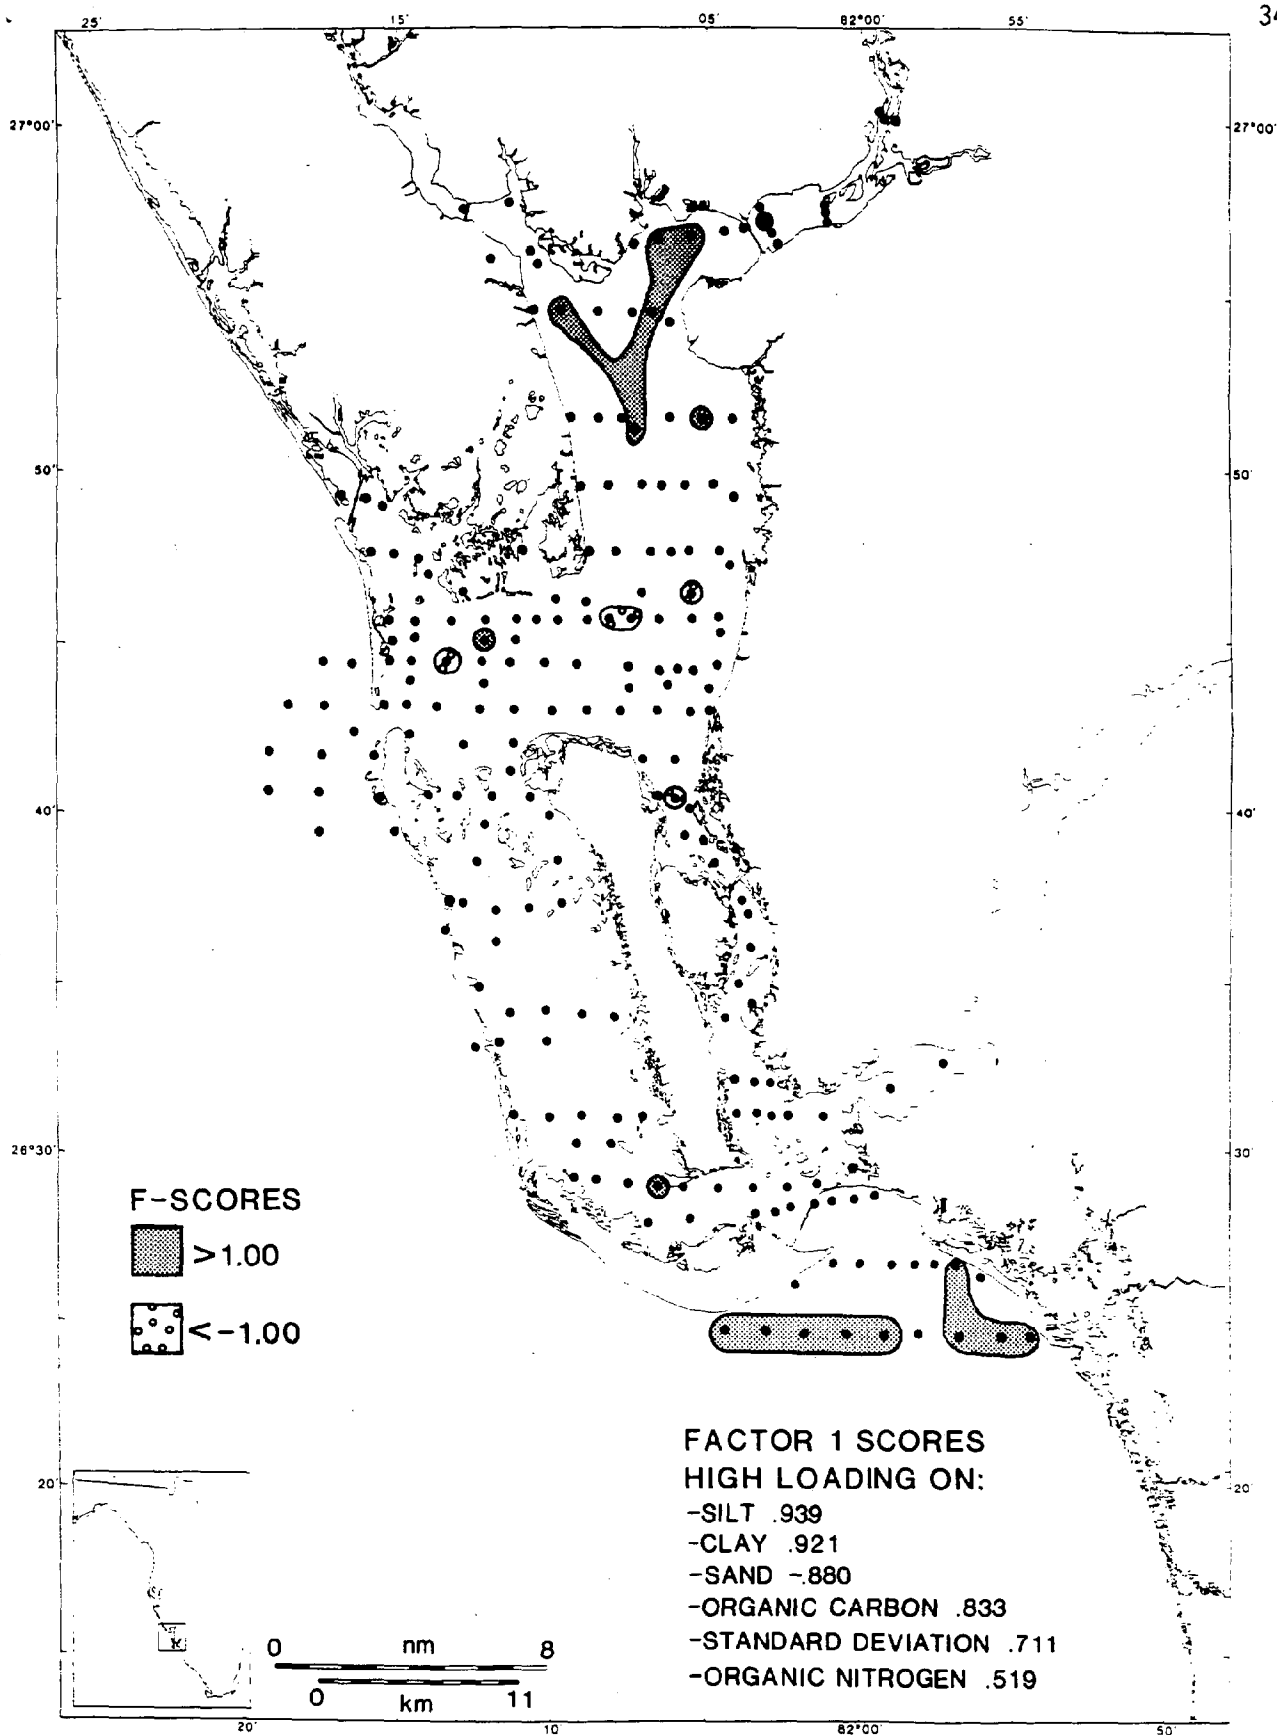 34
25' 15' 05' 82°00' 55'
27°00' 27°00'
50' 50'
40' 40'
26°30' 30'
F-SCORES
>1.00
<-1.00
FACTOR 1 SCORES
HIGH LOADING ON:
20' 20'
-SILT .939
-CLAY .921
-SAND -.880
-ORGANIC CARBON .833
-STANDARD DEVIATION .711
-ORGANIC NITROGEN .519
0 nm 8
0 km 11
20' 10' 82°00' 50'